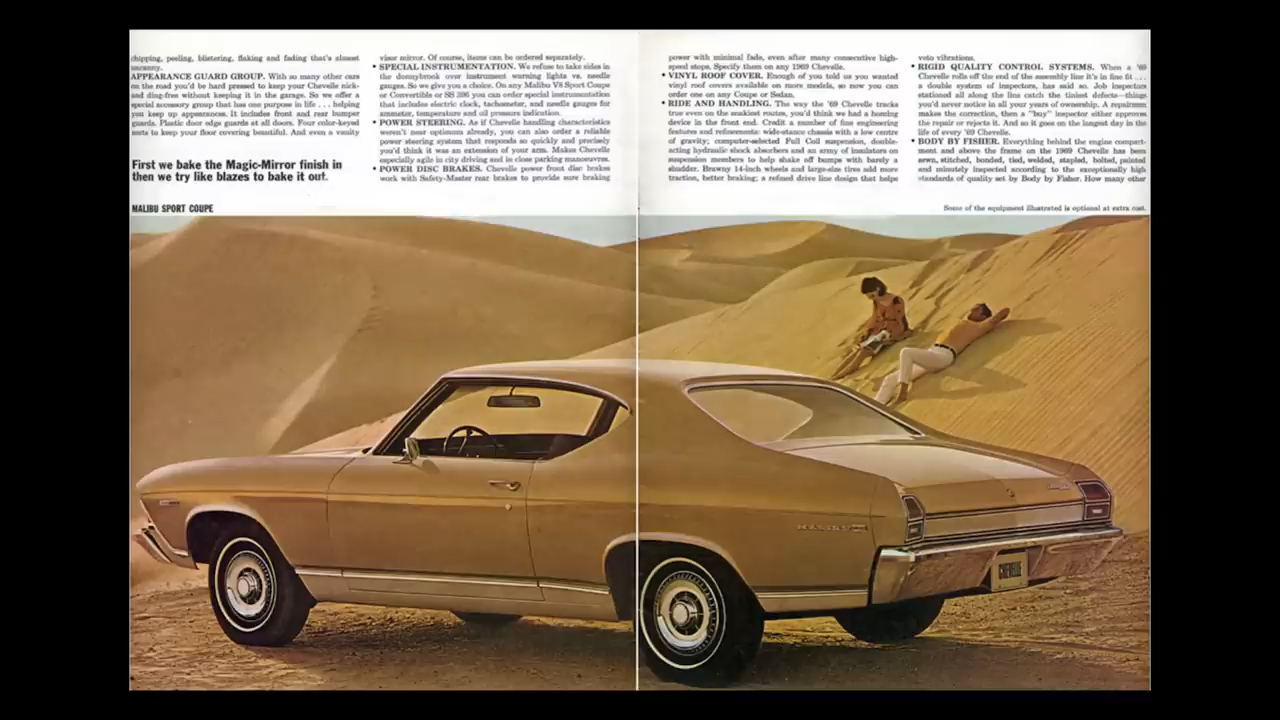 chipping, peeling, blistering, flaking and fading that's almost
uncanny.
APPEARANCE GUARD GROUP. With so many other cars
on the road you'd be hard pressed to keep your Chevelle nick-
and ding-free without keeping it in the garage. So we offer a
special accessory group that has one purpose in life . . . helping
you keep up appearances. It includes front and rear bumper
guards. Plastic door edge guards at all doors. Four color-keyed
mats to keep your floor covering beautiful. And even a vanity
First we bake the Magic-Mirror finish in
then we try like blazes to bake it out.
MALIBU SPORT COUPE
visor mirror. Of course, items can be ordered separately.
• SPECIAL INSTRUMENTATION. We refuse to take sides in
the donnybrook over instrument warning lights vs. needle
gauges. So we give you a choice. On any Malibu V8 Sport Coupe
or Convertible or SS 396 you can order special instrumentation
that includes electric clock, tachometer, and needle gauges for
ammeter, temperature and oil pressure indication.
• POWER STEERING. As if Chevelle handling characteristics
weren't near optimum already, you can also order a reliable
power steering system that responds so quickly and precisely
you'd think it was an extension of your arm. Makes Chevelle
especially agile in city driving and in close parking manoeuvres.
• POWER DISC BRAKES. Chevelle power front disc brakes
work with Safety-Master rear brakes to provide sure braking
power with minimal fade, even after many consecutive high-
speed stops. Specify them on any 1969 Chevelle.
• VINYL ROOF COVER. Enough of you told us you wanted
vinyl roof covers available on more models, so now you can
order one on any Coupe or Sedan.
• RIDE AND HANDLING. The way the '69 Chevelle tracks
true even on the snakiest routes, you'd think we had a homing
device in the front end. Credit a number of fine engineering
features and refinements: wide-stance chassis with a low centre
of gravity; computer-selected Full Coil suspension, double-
acting hydraulic shock absorbers and an army of insulators on
suspension members to help shake off bumps with barely a
shudder. Brawny 14-inch wheels and large-size tires add more
traction, better braking; a refined drive line design that helps
veto vibrations.
• RIGID QUALITY CONTROL SYSTEMS. When a '69
Chevelle rolls off the end of the assembly line it's in fine fit . . .
a double system of inspectors, has said so. Job inspectors
stationed all along the line catch the tiniest defects—things
you'd never notice in all your years of ownership. A repairman
makes the correction, then a "buy" inspector either approves
the repair or rejects it. And so it goes on the longest day in the
life of every '69 Chevelle.
• BODY BY FISHER. Everything behind the engine compart-
ment and above the frame on the 1969 Chevelle has been
sewn, stitched, bonded, tied, welded, stapled, bolted, painted
and minutely inspected according to the exceptionally high
standards of quality set by Body by Fisher. How many other
Some of the equipment illustrated is optional at extra cost.
MALIBU
CHEVELLE